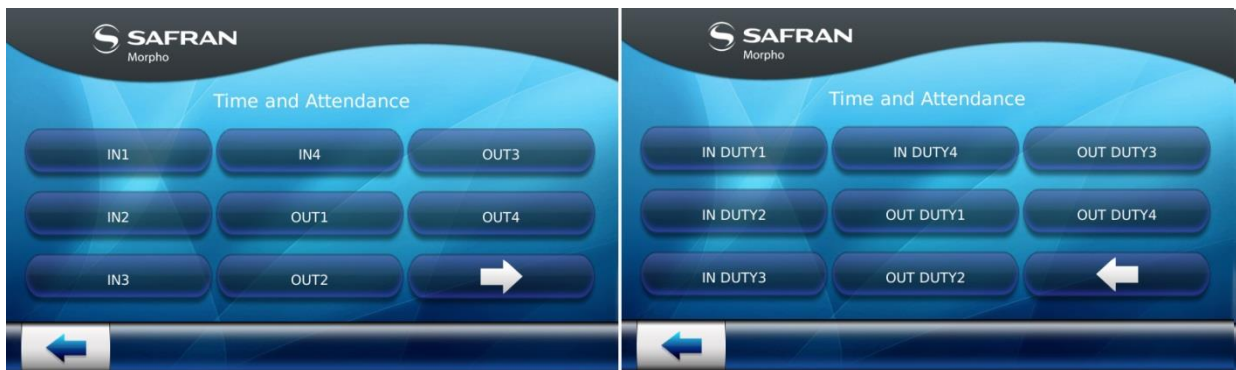 SAFRAN
Morpho
Time and Attendance
IN1 IN4 OUT3
IN2 OUT1 OUT4
IN3 OUT2
SAFRAN
Morpho
Time and Attendance
IN DUTY1 IN DUTY4 OUT DUTY3
IN DUTY2 OUT DUTY1 OUT DUTY4
IN DUTY3 OUT DUTY2